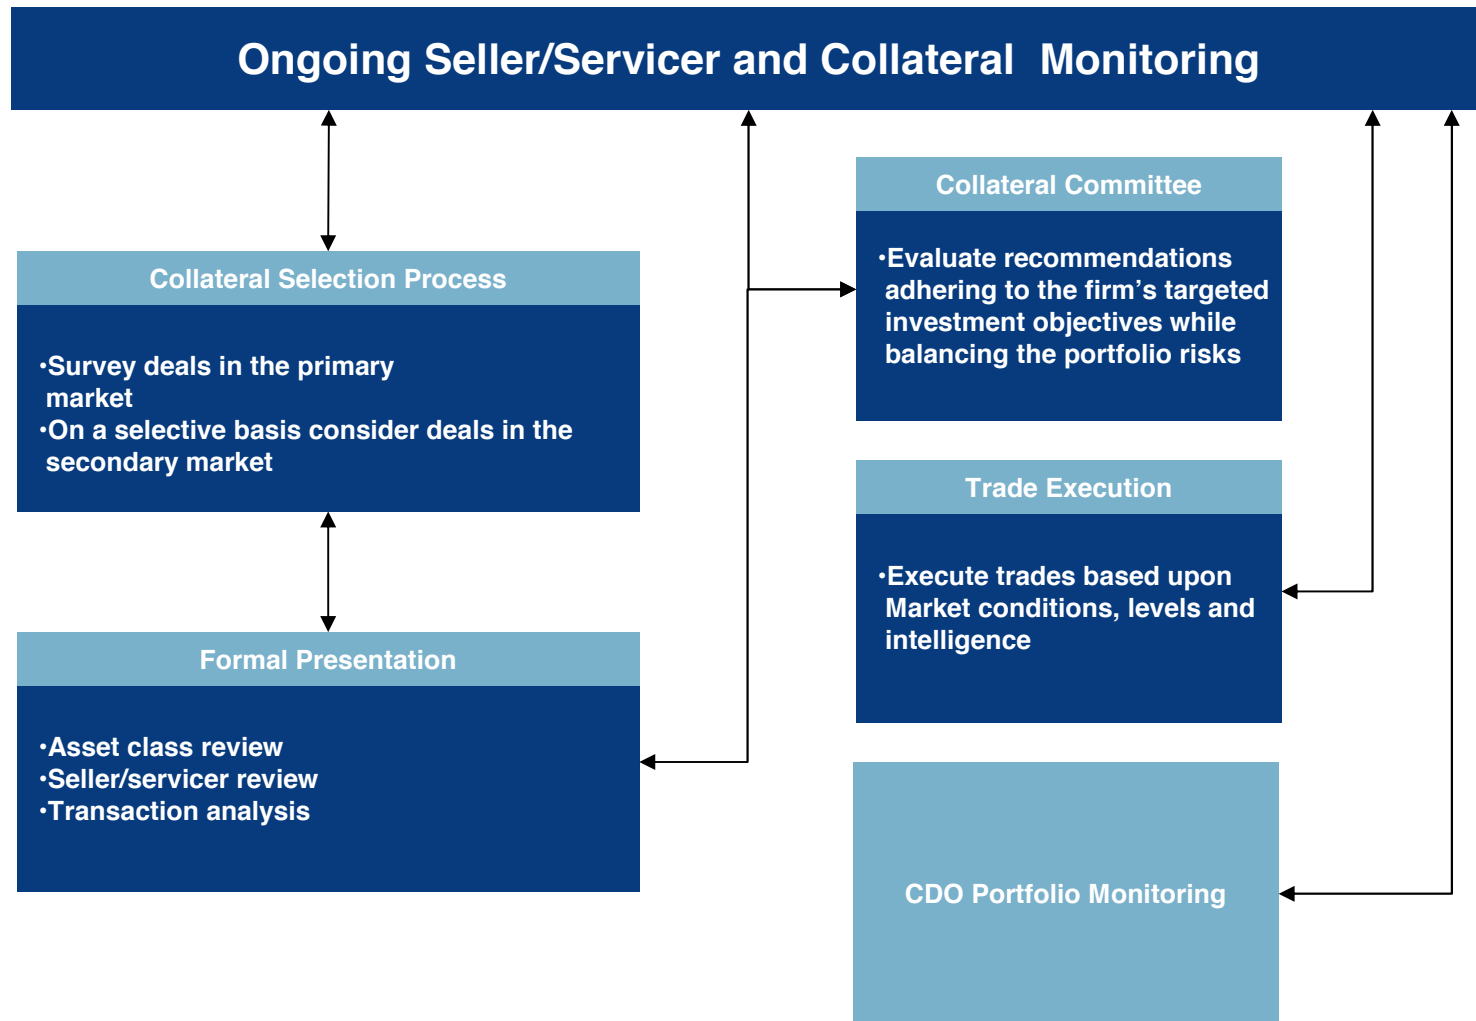 Ongoing Seller/Servicer and Collateral  Monitoring
Collateral Selection Process
•Survey deals in the primary
market
•On a selective basis consider deals in the
secondary market
Formal Presentation
•Asset class review
•Seller/servicer review
•Transaction analysis
Collateral Committee
•Evaluate recommendations
adhering to the firm’s targeted
investment objectives while
balancing the portfolio risks
Trade Execution
•Execute trades based upon
Market conditions, levels and
intelligence
CDO Portfolio Monitoring